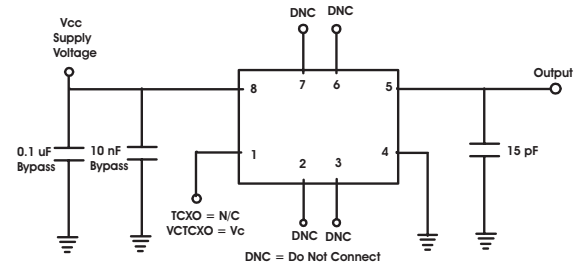 DNC DNC
Vcc
Supply
Voltage
Output
8
7
6
5
0.1 uF
Bypass
10 nF
Bypass
1
2
3
4
15 pF
TCXO = N/C
VCTCXO = Vc
DNC DNC
DNC = Do Not Connect